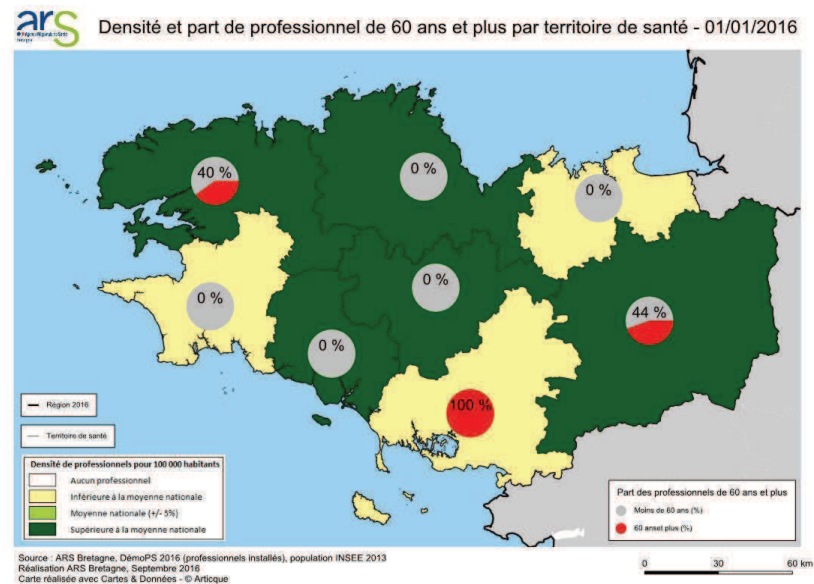 ars
Densité et part de professionnel de 60 ans et plus par territoire de santé - 01/01/2016
40 %
0 %
0 %
0 %
0 %
44 %
0 %
100 %
Région 2016
Territoire de santé
Densité de professionnels pour 100 000 habitants
Aucun professionnel
Inférieure à la moyenne nationale
Moyenne nationale (+/- 5%)
Supérieure à la moyenne nationale
Part des professionnels de 60 ans et plus
Moins de 60 ans (%)
60 anset plus (%)
Source : ARS Bretagne, DémoPS 2016 (professionnels installés), population INSEE 2013
Réalisation ARS Bretagne, Septembre 2016
Carte réalisée avec Cartes & Données - © Articque
0 30 60 km